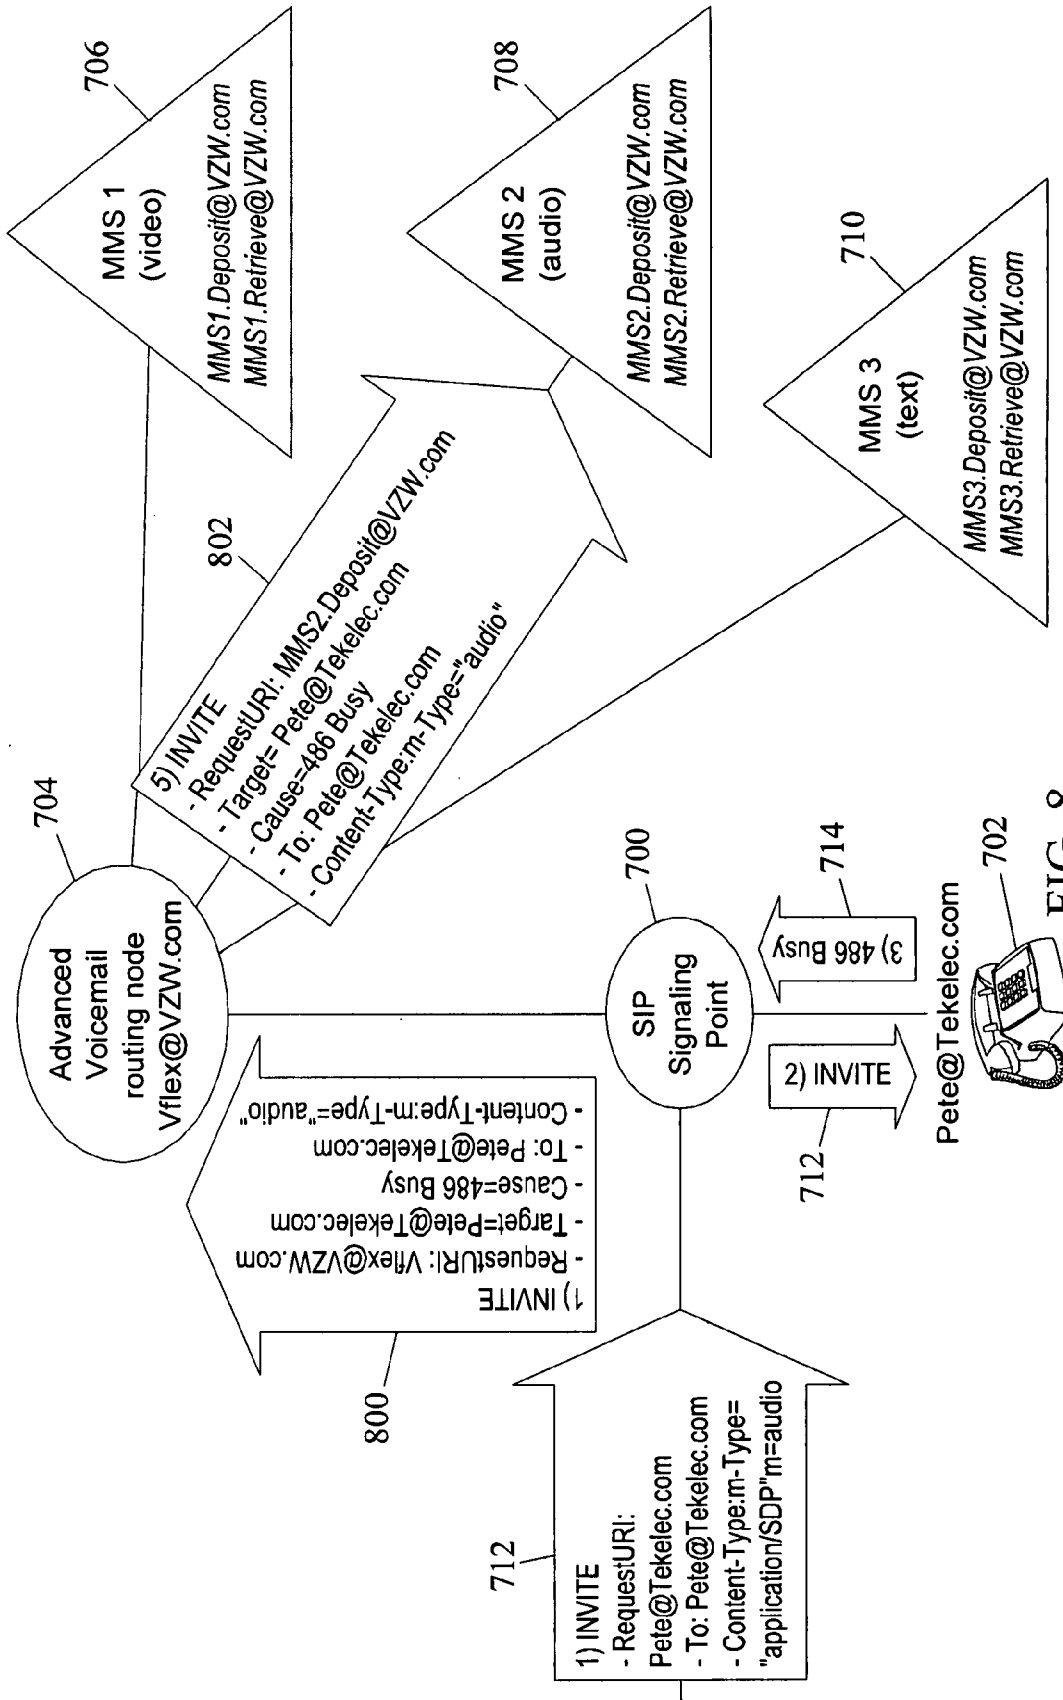 704
Advanced
Voicemail
routing node
Vflex@VZW.com
706
MMS 1
(video)
MMS1.Deposit@VZW.com
MMS1.Retrieve@VZW.com
708
MMS 2
(audio)
MMS2.Deposit@VZW.com
MMS2.Retrieve@VZW.com
710
MMS 3
(text)
MMS3.Deposit@VZW.com
MMS3.Retrieve@VZW.com
802
5) INVITE
- RequestURI: MMS2.Deposit@VZW.com
- Target= Pete@Tekelec.com
- Cause=486 Busy
- To: Pete@Tekelec.com
- Content-Type:m-Type="audio"
800
1) INVITE
- RequestURI: Vflex@VZW.com
- Target=Pete@Tekelec.com
- Cause=486 Busy
- To: Pete@Tekelec.com
- Content-Type:m-Type="audio"
712
1) INVITE
- RequestURI:
Pete@Tekelec.com
- To: Pete@Tekelec.com
- Content-Type:m-Type=
"application/SDP"m=audio
700
SIP
Signaling
Point
712
2) INVITE
714
3) 486 Busy
Pete@Tekelec.com
702
FIG. 8